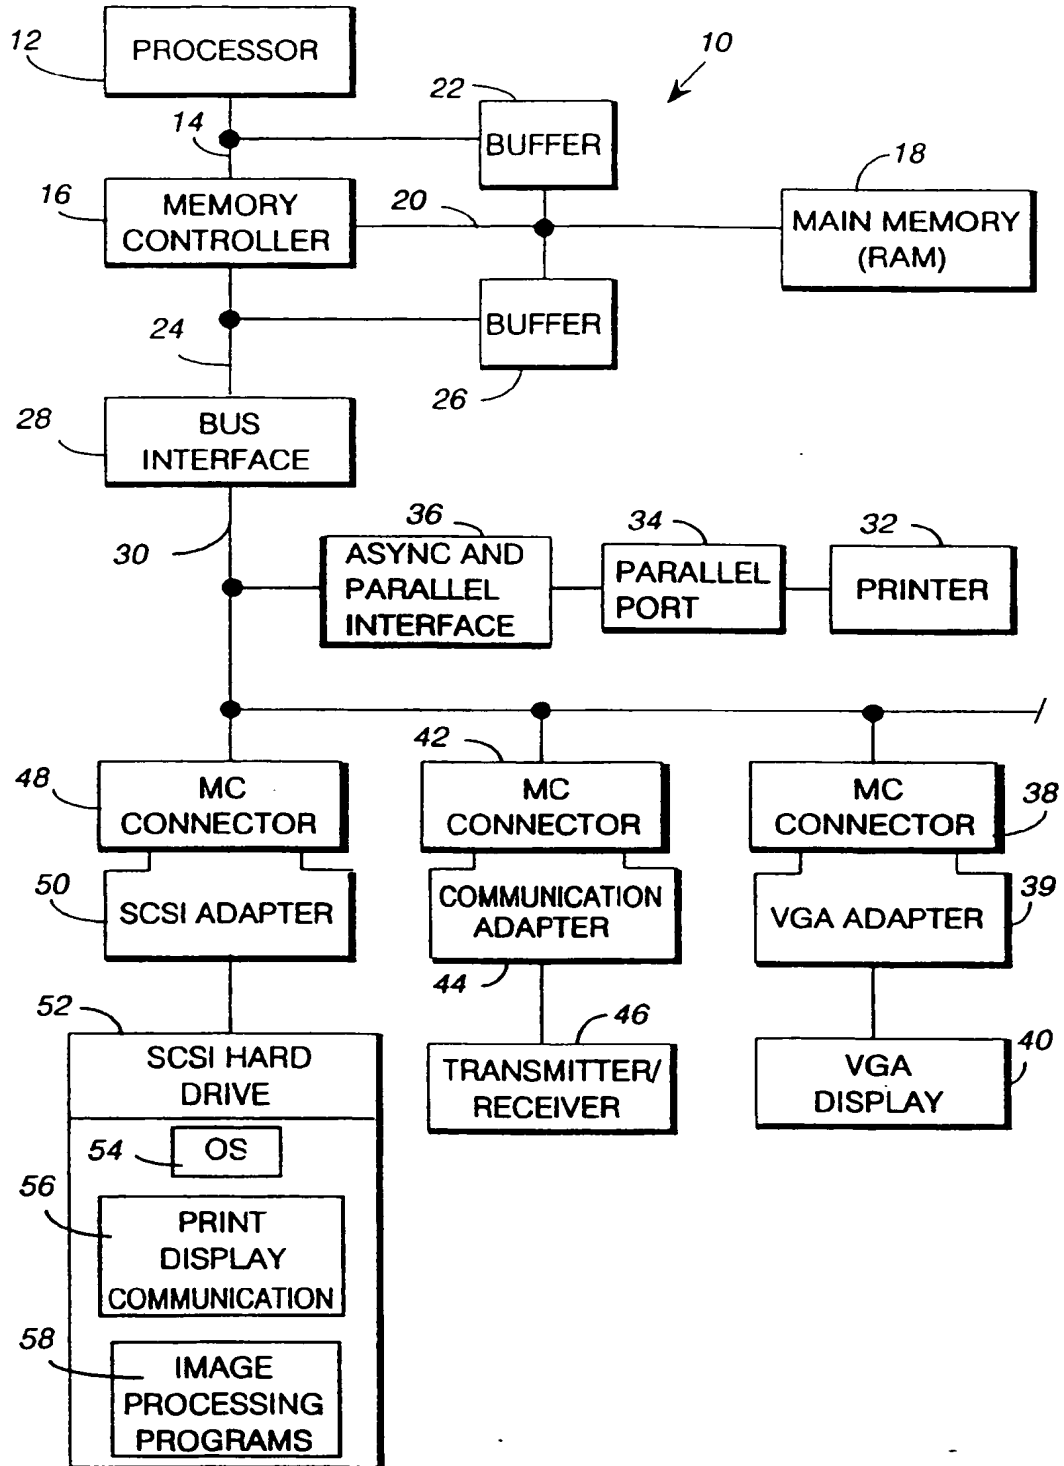 12
PROCESSOR
10
14
22
BUFFER
16
MEMORY
CONTROLLER
20
18
MAIN MEMORY
(RAM)
24
BUFFER
26
28
BUS
INTERFACE
30
36
ASYNC AND
PARALLEL
INTERFACE
34
PARALLEL
PORT
32
PRINTER
48
MC
CONNECTOR
42
MC
CONNECTOR
MC
CONNECTOR
38
50
SCSI ADAPTER
COMMUNICATION
ADAPTER
44
VGA ADAPTER
39
52
SCSI HARD
DRIVE
46
TRANSMITTER/
RECEIVER
VGA
DISPLAY
40
54
OS
56
PRINT
DISPLAY
COMMUNICATION
58
IMAGE
PROCESSING
PROGRAMS